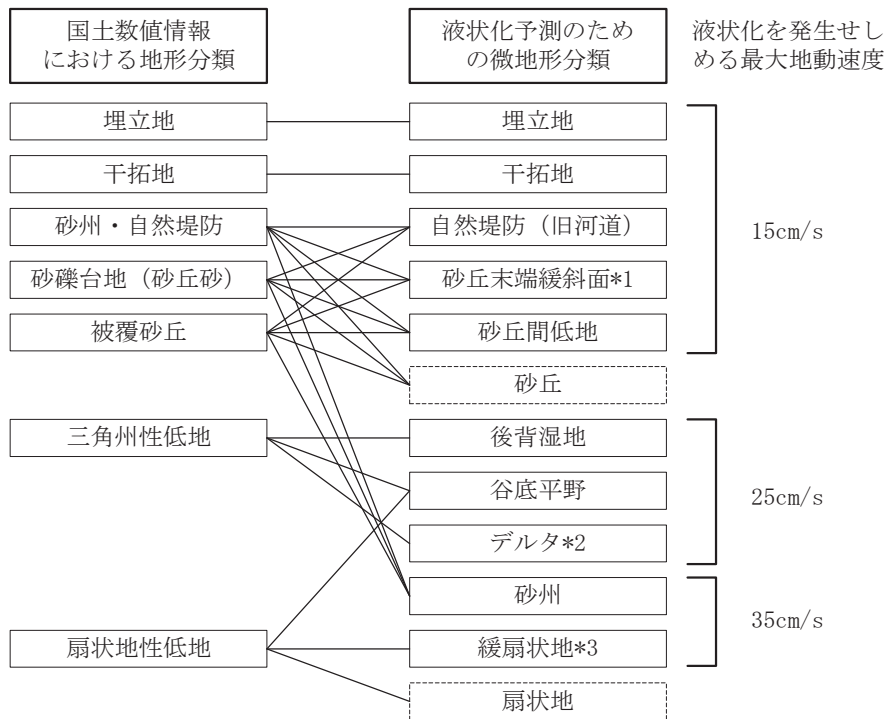 国土数値情報
における地形分類
液状化予測のため
の微地形分類
液状化を発生せし
める最大地動速度
埋立地
埋立地
干拓地
干拓地
砂州・自然堤防
自然堤防（旧河道）
15cm/s
砂礫台地（砂丘砂）
砂丘末端緩斜面*1
被覆砂丘
砂丘間低地
砂丘
三角州性低地
後背湿地
谷底平野
25cm/s
デルタ*2
砂州
35cm/s
扇状地性低地
緩扇状地*3
扇状地